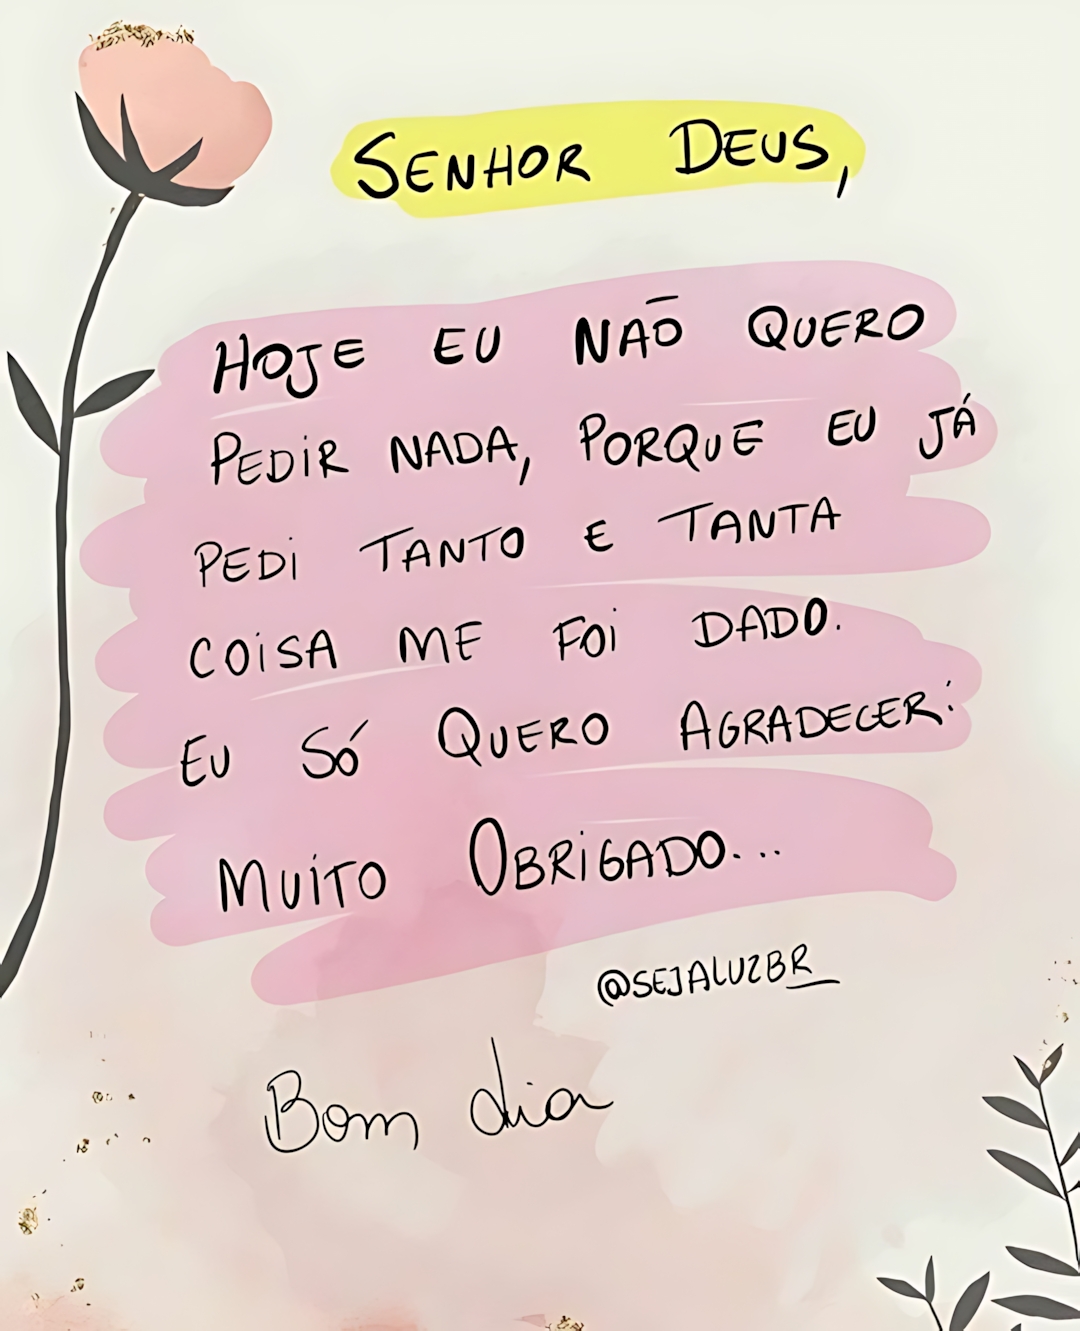 SENHOR DEUS,
HOJE EU NÃO QUERO
PEDIR NADA, PORQUE EU JÁ
PEDI TANTO E TANTA
COISA ME FOI DADO.
EU SÓ QUERO AGRADECER:
MUITO OBRIGADO...
@SEJALUZBR_
Bom dia